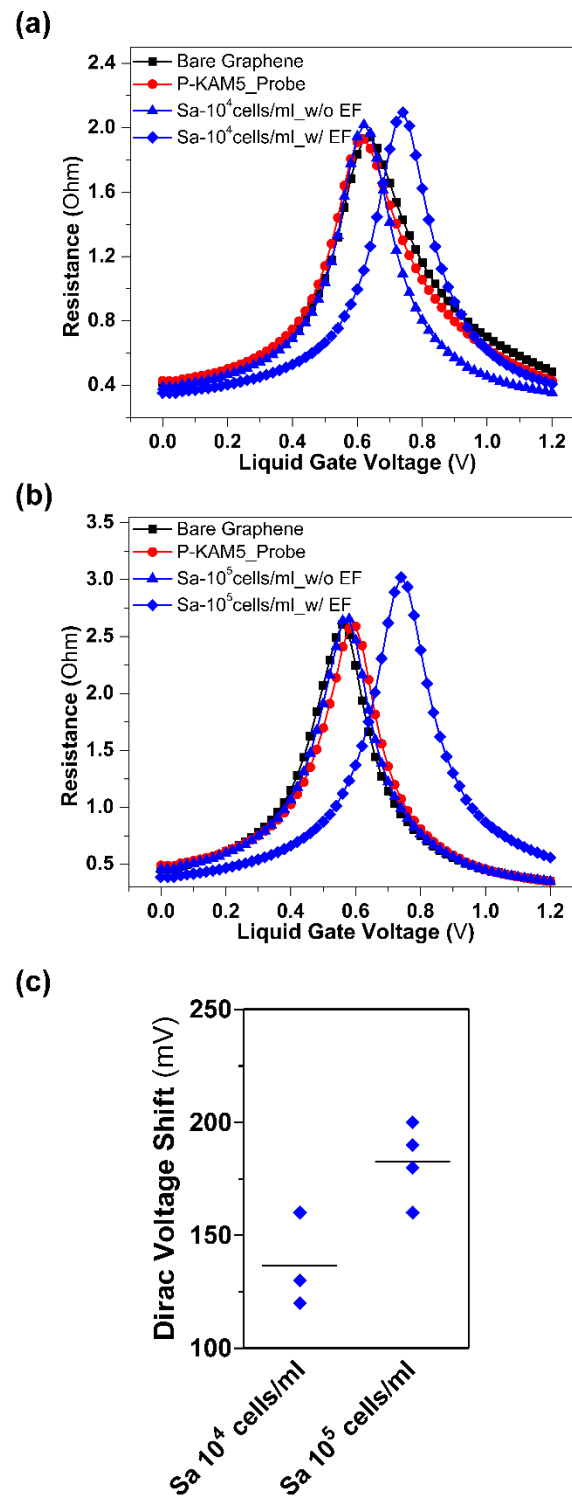 (a)
Bare Graphene
P-KAM5_Probe
Sa-10⁴cells/ml_w/o EF
Sa-10⁴cells/ml_w/ EF
2.4
2.0
1.6
1.2
0.8
0.4
Resistance (Ohm)
0.0 0.2 0.4 0.6 0.8 1.0 1.2
Liquid Gate Voltage (V)
(b)
Bare Graphene
P-KAM5_Probe
Sa-10⁵cells/ml_w/o EF
Sa-10⁵cells/ml_w/ EF
3.5
3.0
2.5
2.0
1.5
1.0
0.5
Resistance (Ohm)
0.0 0.2 0.4 0.6 0.8 1.0 1.2
Liquid Gate Voltage (V)
(c)
250
200
150
100
Dirac Voltage Shift (mV)
Sa 10⁴ cells/ml
Sa 10⁵ cells/ml